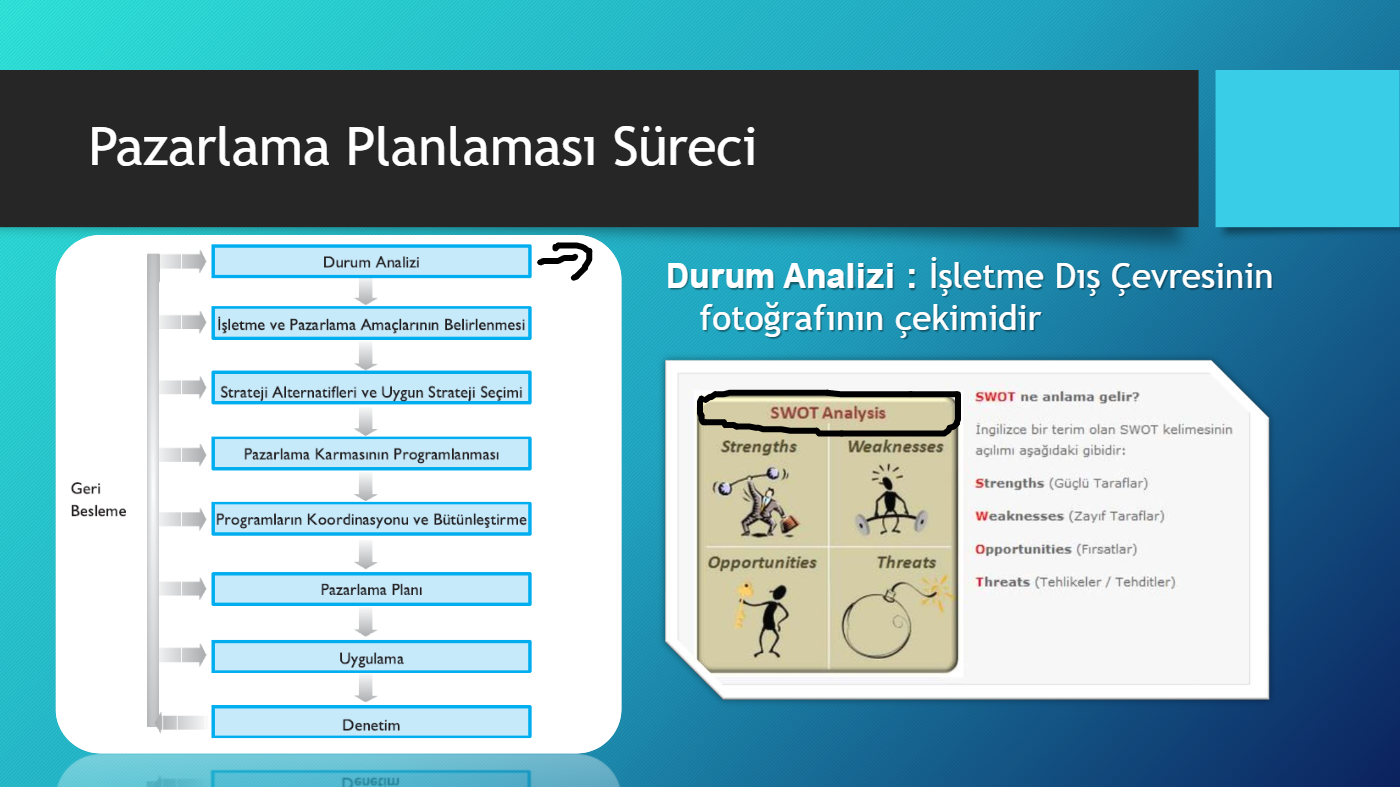 Pazarlama Planlaması Süreci
Durum Analizi
İşletme ve Pazarlama Amaçlarının Belirlenmesi
Strateji Alternatifleri ve Uygun Strateji Seçimi
Pazarlama Karmasının Programlanması
Geri
Besleme
Programların Koordinasyonu ve Bütünleştirme
Pazarlama Planı
Uygulama
Denetim
Durum Analizi : İşletme Dış Çevresinin
fotoğrafının çekimidir
SWOT Analysis
Strengths
Weaknesses
Opportunities
Threats
SWOT ne anlama gelir?
İngilizce bir terim olan SWOT kelimesinin
açılımı aşağıdaki gibidir:
Strengths (Güçlü Taraflar)
Weaknesses (Zayıf Taraflar)
Opportunities (Fırsatlar)
Threats (Tehlikeler / Tehditler)